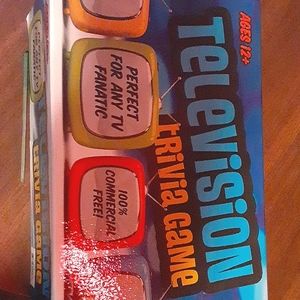 AGES 12+
TELEVISION
TRIVIA GAME
PERFECT
FOR ANY TV
FANATIC
100%
COMMERCIAL
FREE!
TRIVIA GAME